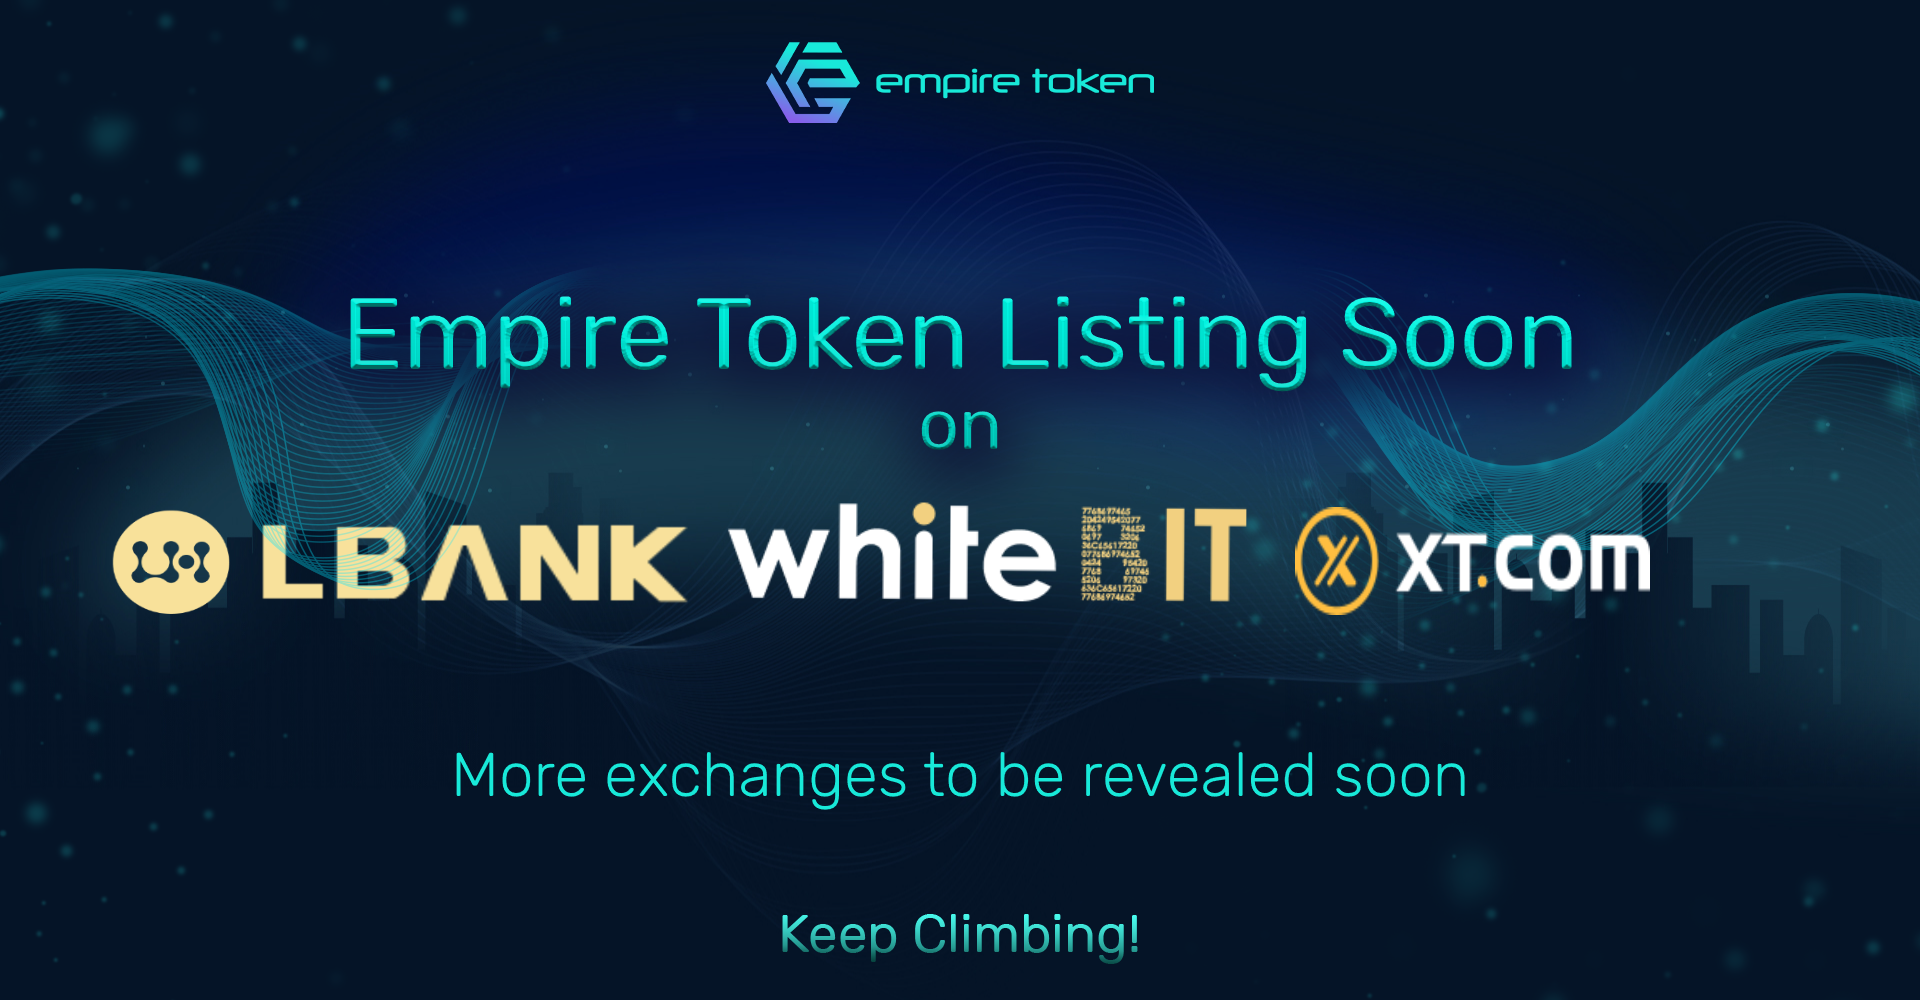 empire token
Empire Token Listing Soon
on
LBANK whiteBIT XT.COM
More exchanges to be revealed soon
Keep Climbing!